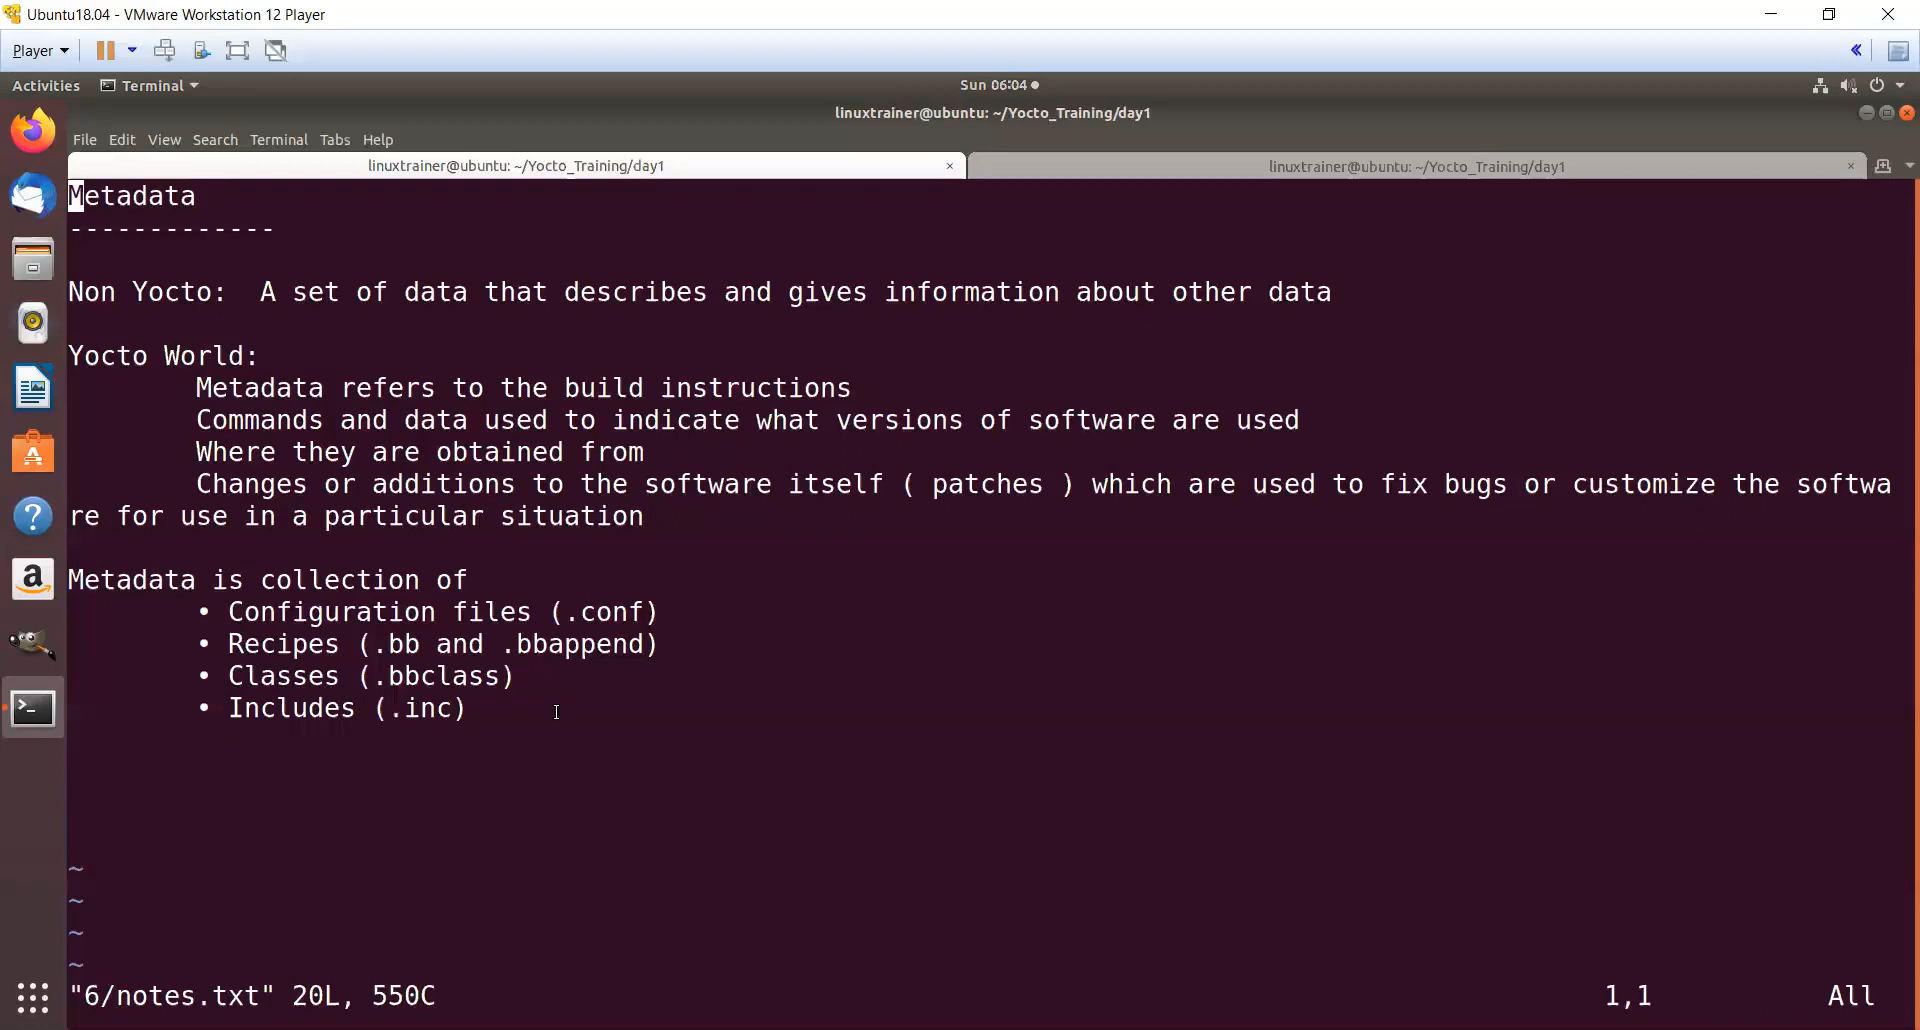 Ubuntu18.04 - VMware Workstation 12 Player
Player
Activities
Terminal
Sun 06:04
linuxtrainer@ubuntu: ~/Yocto_Training/day1
File Edit View Search Terminal Tabs Help
linuxtrainer@ubuntu: ~/Yocto_Training/day1
linuxtrainer@ubuntu: ~/Yocto_Training/day1
Metadata
-------------
Non Yocto:  A set of data that describes and gives information about other data
Yocto World:
Metadata refers to the build instructions
Commands and data used to indicate what versions of software are used
Where they are obtained from
Changes or additions to the software itself ( patches ) which are used to fix bugs or customize the softwa
re for use in a particular situation
Metadata is collection of
• Configuration files (.conf)
• Recipes (.bb and .bbappend)
• Classes (.bbclass)
• Includes (.inc)
~
~
~
~
"6/notes.txt" 20L, 550C 1,1 All